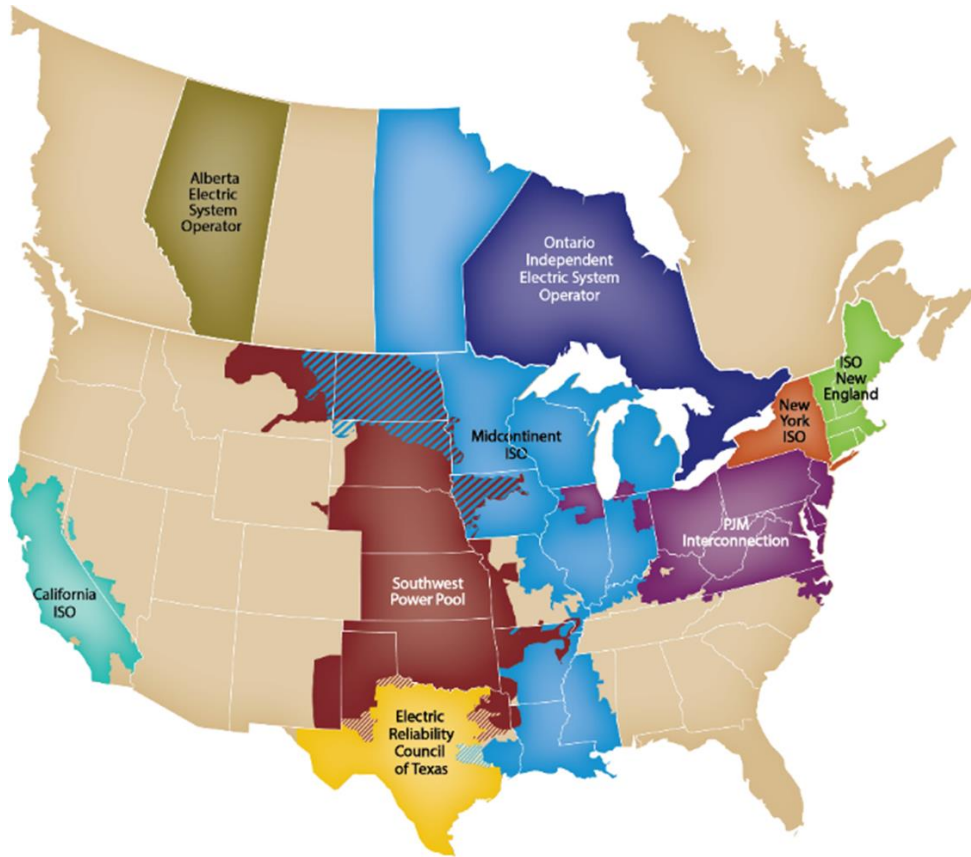 Alberta
Electric
System
Operator
Ontario
Independent
Electric System
Operator
ISO
New
England
New
York
ISO
Midcontinent
ISO
PJM
Interconnection
California
ISO
Southwest
Power Pool
Electric
Reliability
Council
of Texas